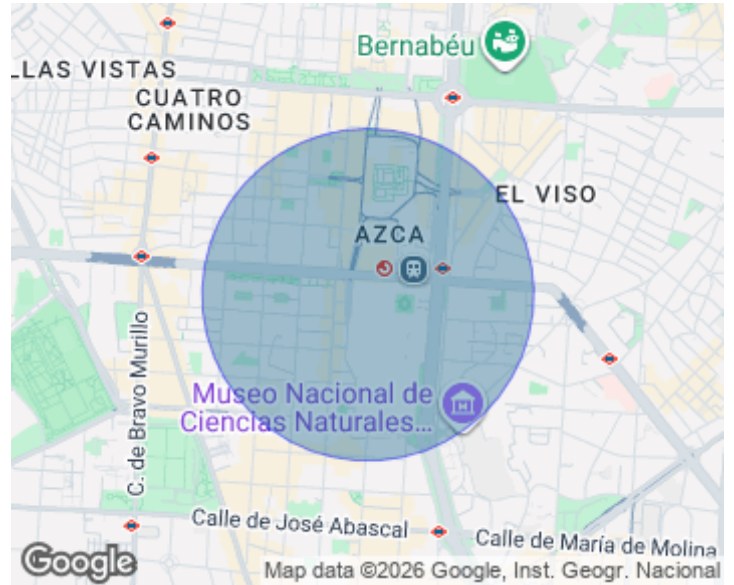 Bernabéu
LLAS VISTAS
CUATRO
CAMINOS
EL VISO
AZCA
C. de Bravo Murillo
Museo Nacional de
Ciencias Naturales...
Calle de José Abascal
Calle de María de Molina
Google
Map data ©2026 Google, Inst. Geogr. Nacional